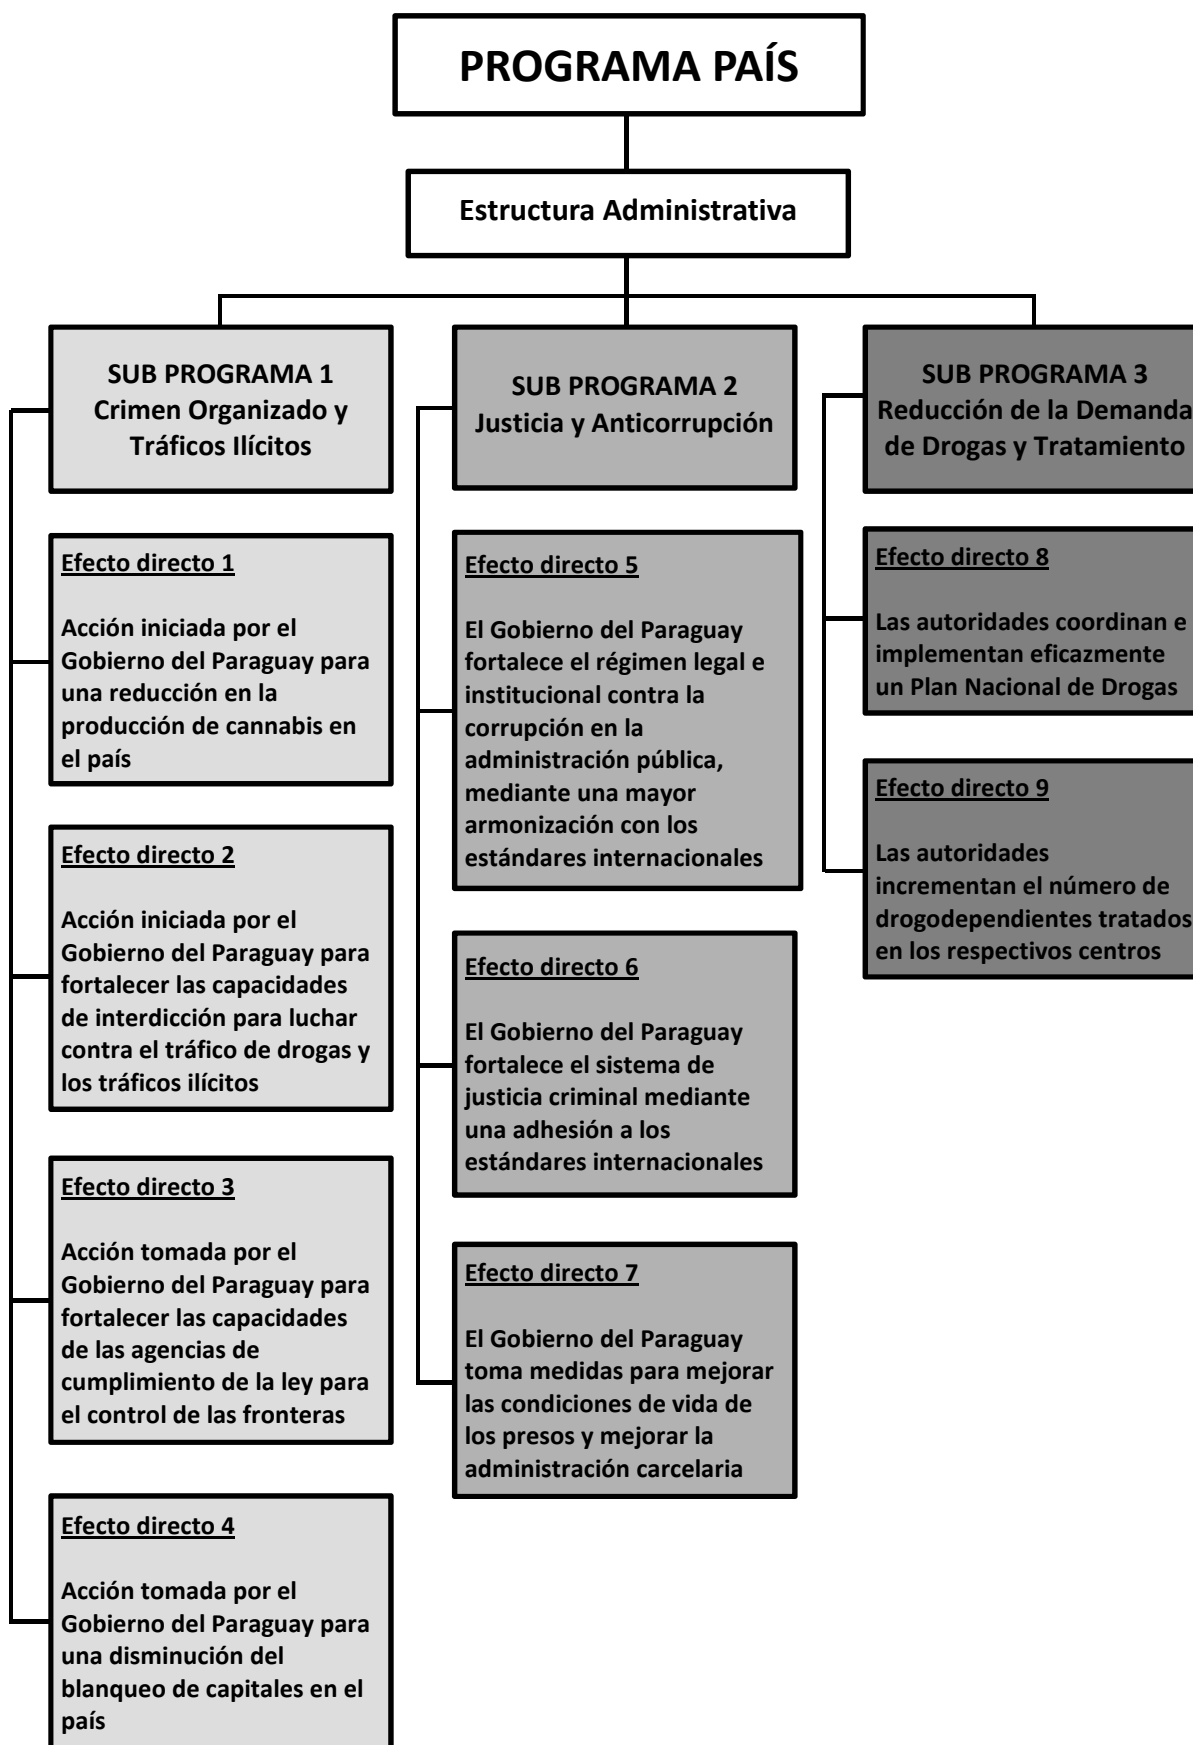 PROGRAMA PAÍS
Estructura Administrativa
SUB PROGRAMA 1
Crimen Organizado y
Tráficos Ilícitos
Efecto directo 1
Acción iniciada por el
Gobierno del Paraguay para
una reducción en la
producción de cannabis en
el país
Efecto directo 2
Acción iniciada por el
Gobierno del Paraguay para
fortalecer las capacidades
de interdicción para luchar
contra el tráfico de drogas y
los tráficos ilícitos
Efecto directo 3
Acción tomada por el
Gobierno del Paraguay para
fortalecer las capacidades
de las agencias de
cumplimiento de la ley para
el control de las fronteras
Efecto directo 4
Acción tomada por el
Gobierno del Paraguay para
una disminución del
blanqueo de capitales en el
país
SUB PROGRAMA 2
Justicia y Anticorrupción
Efecto directo 5
El Gobierno del Paraguay
fortalece el régimen legal e
institucional contra la
corrupción en la
administración pública,
mediante una mayor
armonización con los
estándares internacionales
Efecto directo 6
El Gobierno del Paraguay
fortalece el sistema de
justicia criminal mediante
una adhesión a los
estándares internacionales
Efecto directo 7
El Gobierno del Paraguay
toma medidas para mejorar
las condiciones de vida de
los presos y mejorar la
administración carcelaria
SUB PROGRAMA 3
Reducción de la Demanda
de Drogas y Tratamiento
Efecto directo 8
Las autoridades coordinan e
implementan eficazmente
un Plan Nacional de Drogas
Efecto directo 9
Las autoridades
incrementan el número de
drogodependientes tratados
en los respectivos centros